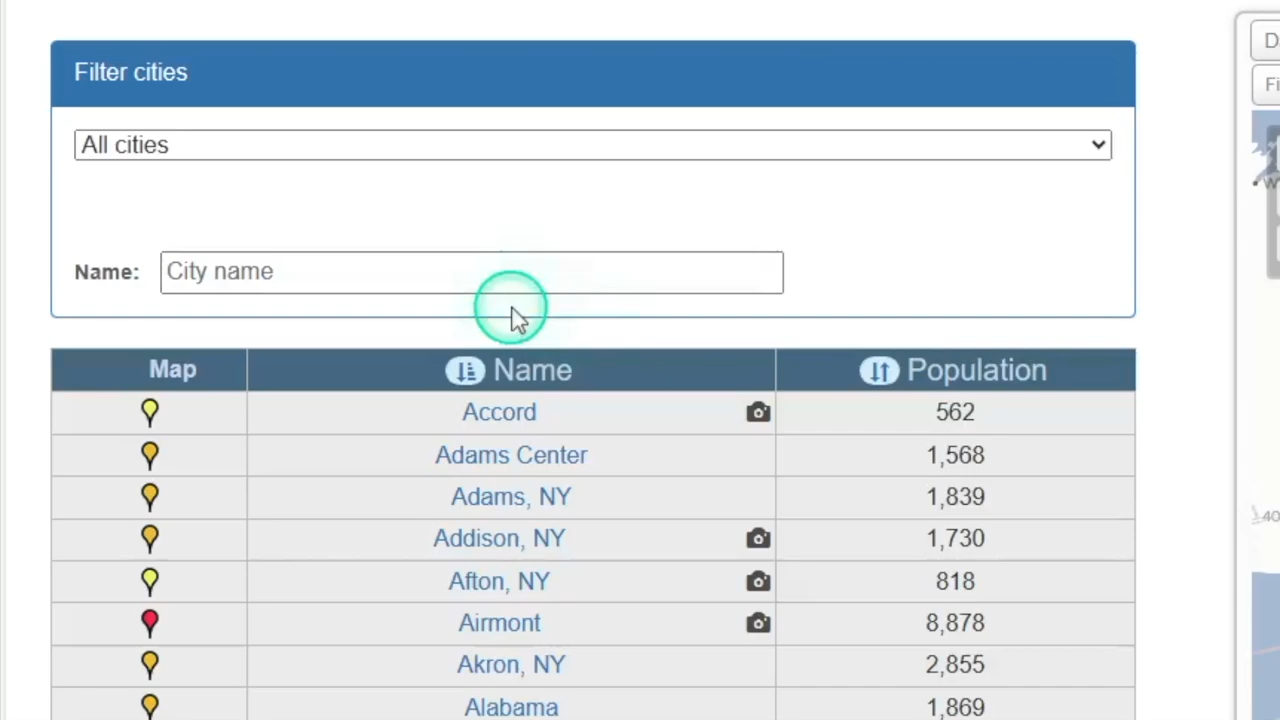 Filter cities
All cities
Name: City name
Map Name Population
Accord 562
Adams Center 1,568
Adams, NY 1,839
Addison, NY 1,730
Afton, NY 818
Airmont 8,878
Akron, NY 2,855
Alabama 1,869